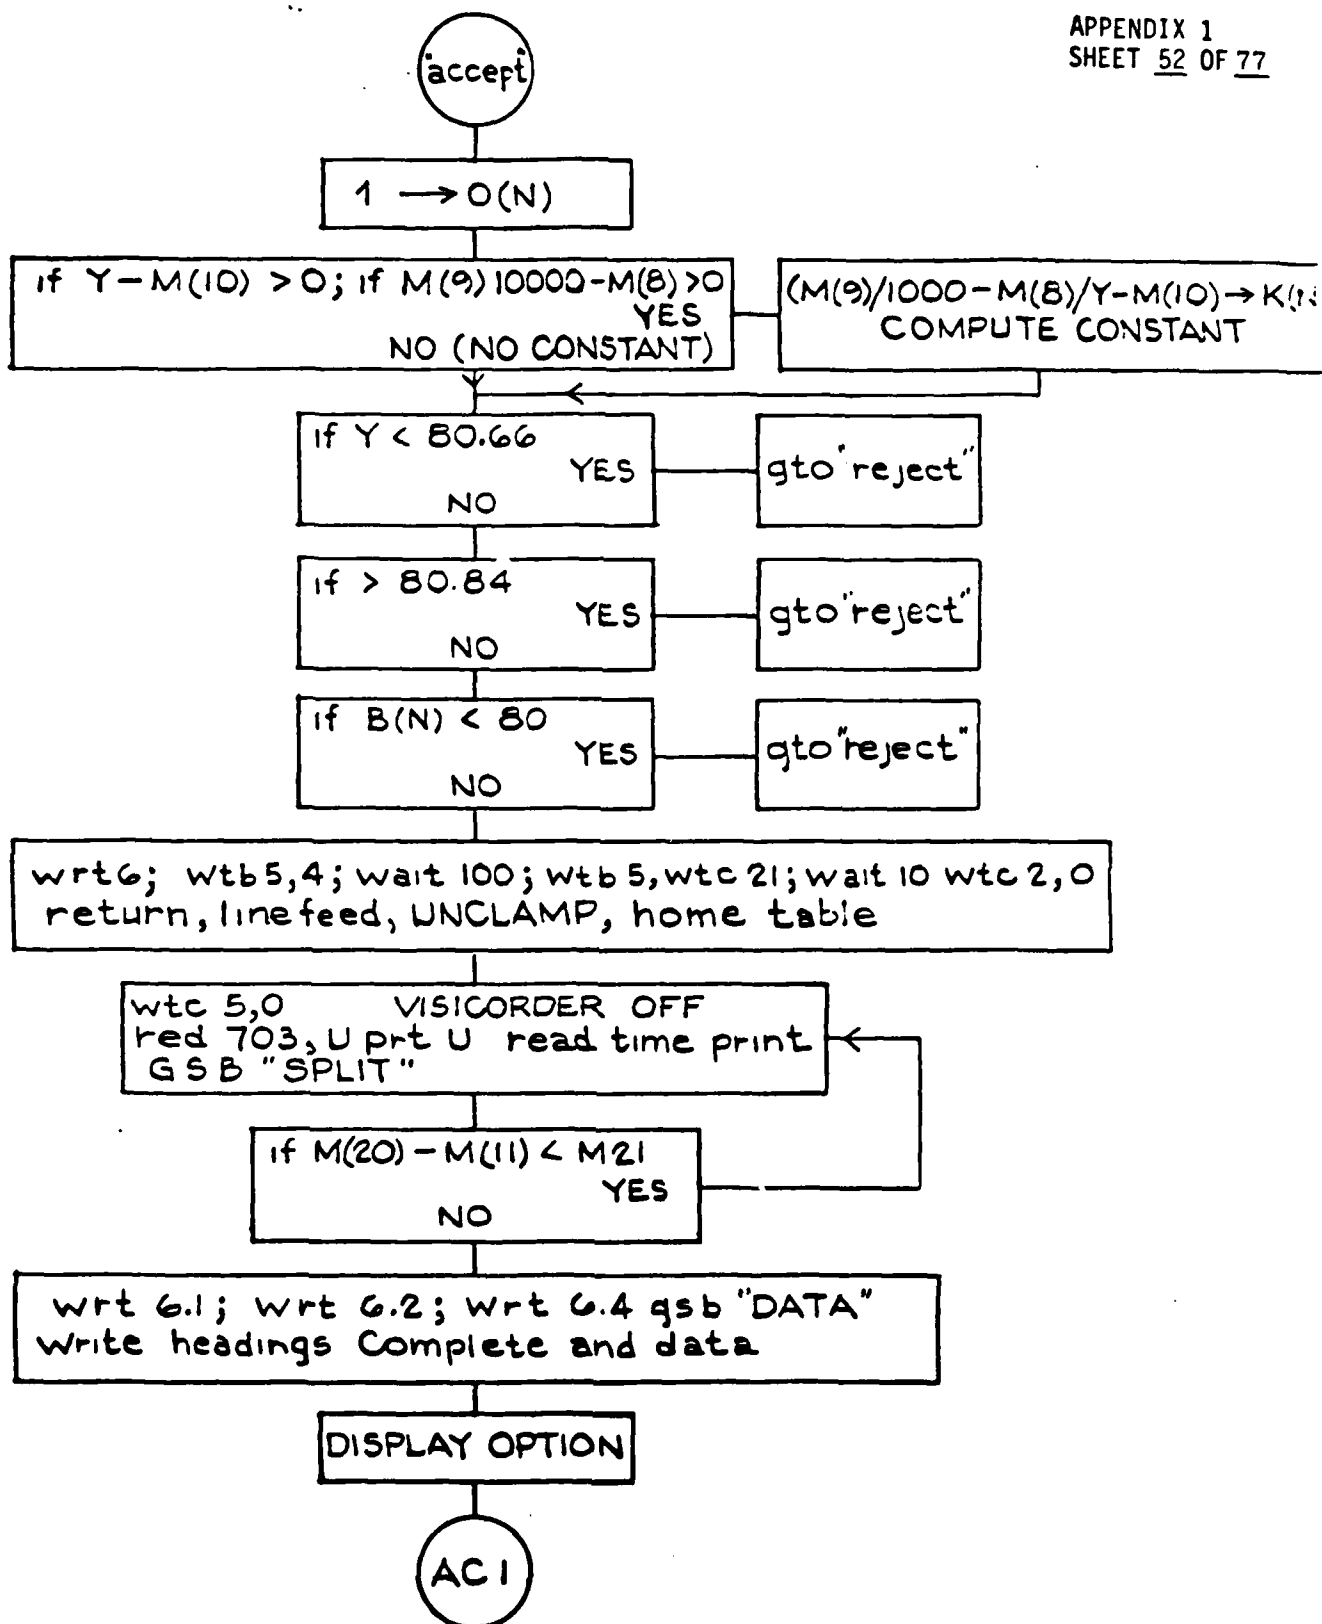 APPENDIX 1
SHEET 52 OF 77
"accept"
1 → O(N)
if Y-M(10) >0; if M(9)10000-M(8)>0
YES
NO (NO CONSTANT)
(M(9)/1000-M(8)/Y-M(10)→K(N
COMPUTE CONSTANT
if Y < 80.66
YES
NO
gto "reject"
if > 80.84
YES
NO
gto "reject"
if B(N) < 80
YES
NO
gto "reject"
wrt6; wtb5,4; wait 100; wtb 5, wtc 21; wait 10 wtc 2,0
return, linefeed, UNCLAMP, home table
wtc 5,0 VISICORDER OFF
red 703, U prt U read time print
GSB "SPLIT"
if M(20)-M(11) < M21
YES
NO
wrt 6.1; wrt 6.2; wrt 6.4 gsb "DATA"
Write headings Complete and data
DISPLAY OPTION
AC1